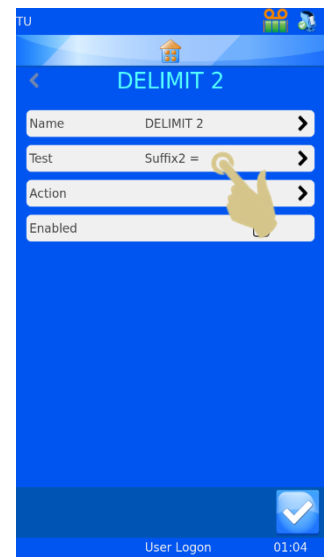 TU
DELIMIT 2
Name DELIMIT 2
Test Suffix2 =
Action
Enabled
User Logon 01:04